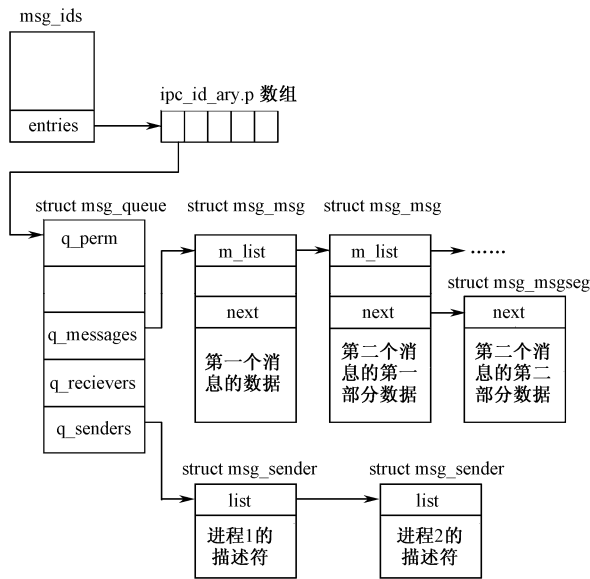 msg_ids
ipc_id_ary.p 数组
entries
struct msg_queue
struct msg_msg
struct msg_msg
q_perm
m_list
m_list
……
struct msg_msgseg
q_messages
next
next
next
第一个消
息的数据
第二个消
息的第一
部分数据
第二个消
息的第二
部分数据
q_recievers
q_senders
struct msg_sender
struct msg_sender
list
list
进程1的
描述符
进程2的
描述符